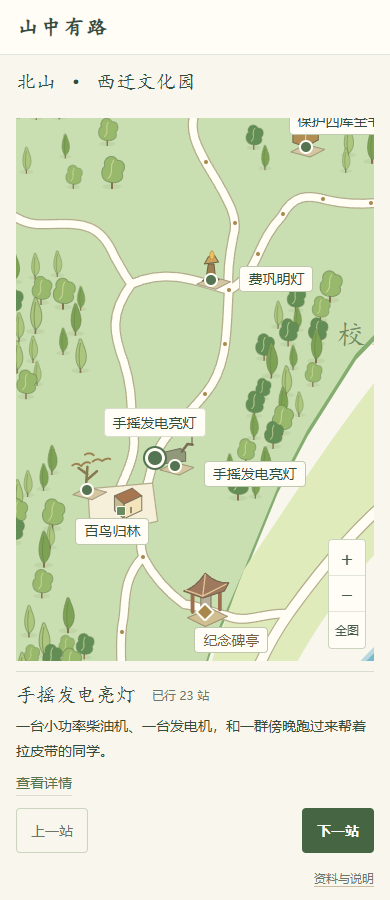 山中有路
北山 • 西迁文化园
费巩明灯
校
手摇发电亮灯
手摇发电亮灯
百鸟归林
纪念碑亭
+
−
全图
手摇发电亮灯 已行 23 站
一台小功率柴油机、一台发电机，和一群傍晚跑过来帮着
拉皮带的同学。
查看详情
上一站 下一站
资料与说明